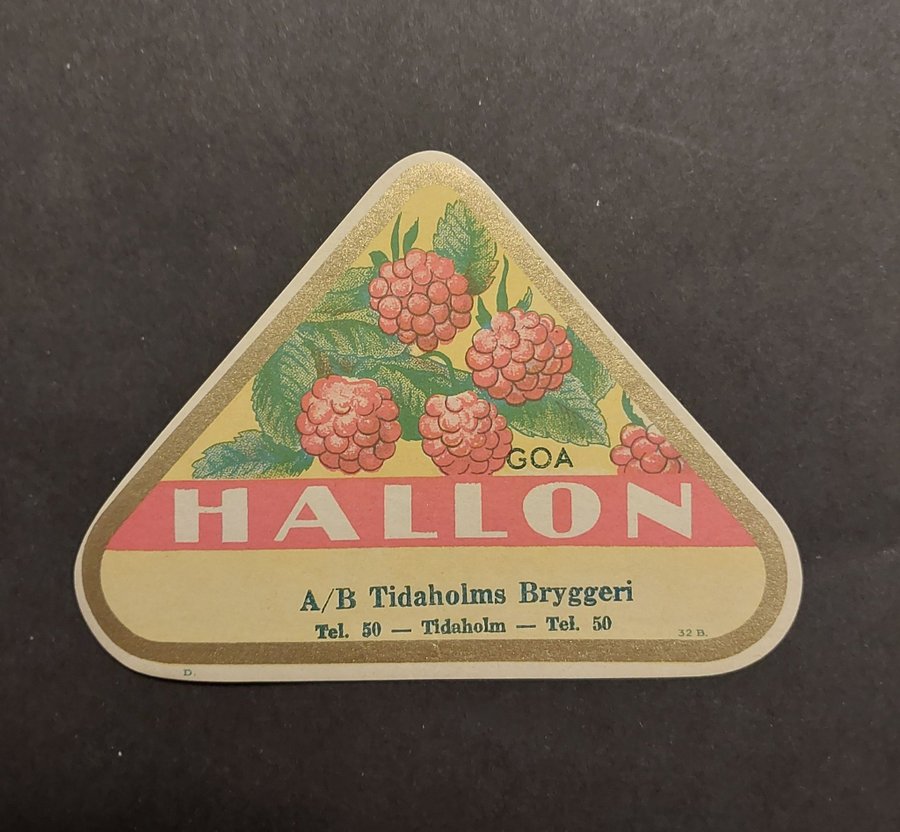 GOA
HALLON
A/B Tidaholms Bryggeri
Tel. 50 — Tidaholm — Tel. 50
32 B.
D.